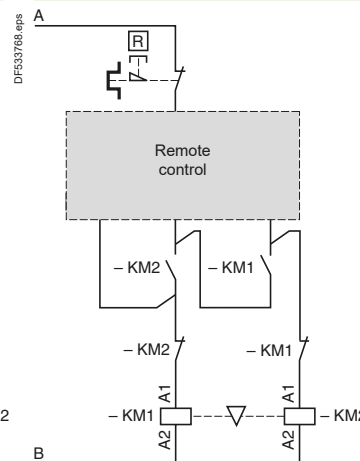 DF533768.eps
A
R
Remote
control
– KM2
– KM1
– KM2
– KM1
A1
A1
2
– KM1
– KM2
A2
A2
B